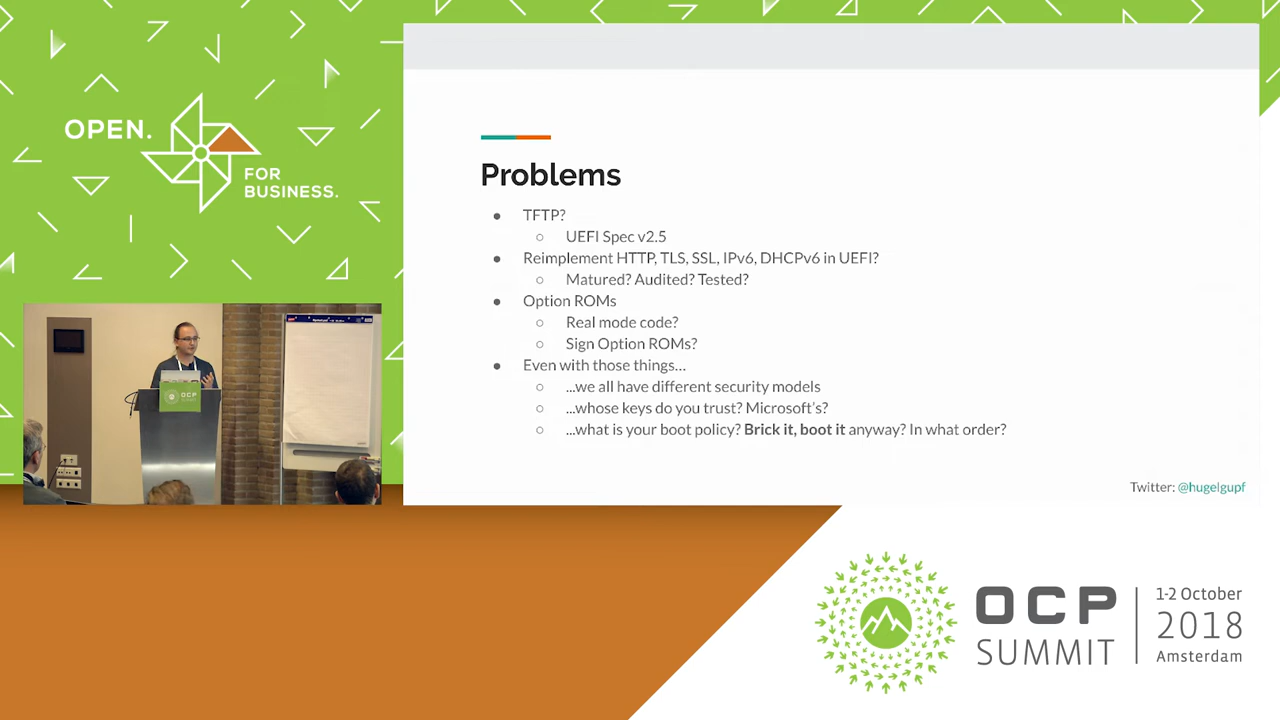 OPEN.
FOR
BUSINESS.
Problems
● TFTP?
○ UEFI Spec v2.5
● Reimplement HTTP, TLS, SSL, IPv6, DHCPv6 in UEFI?
○ Matured? Audited? Tested?
● Option ROMs
○ Real mode code?
○ Sign Option ROMs?
● Even with those things...
○ ...we all have different security models
○ ...whose keys do you trust? Microsoft's?
○ ...what is your boot policy? Brick it, boot it anyway? In what order?
Twitter: @hugelgupf
OCP
SUMMIT
OCP
SUMMIT
1-2 October
2018
Amsterdam